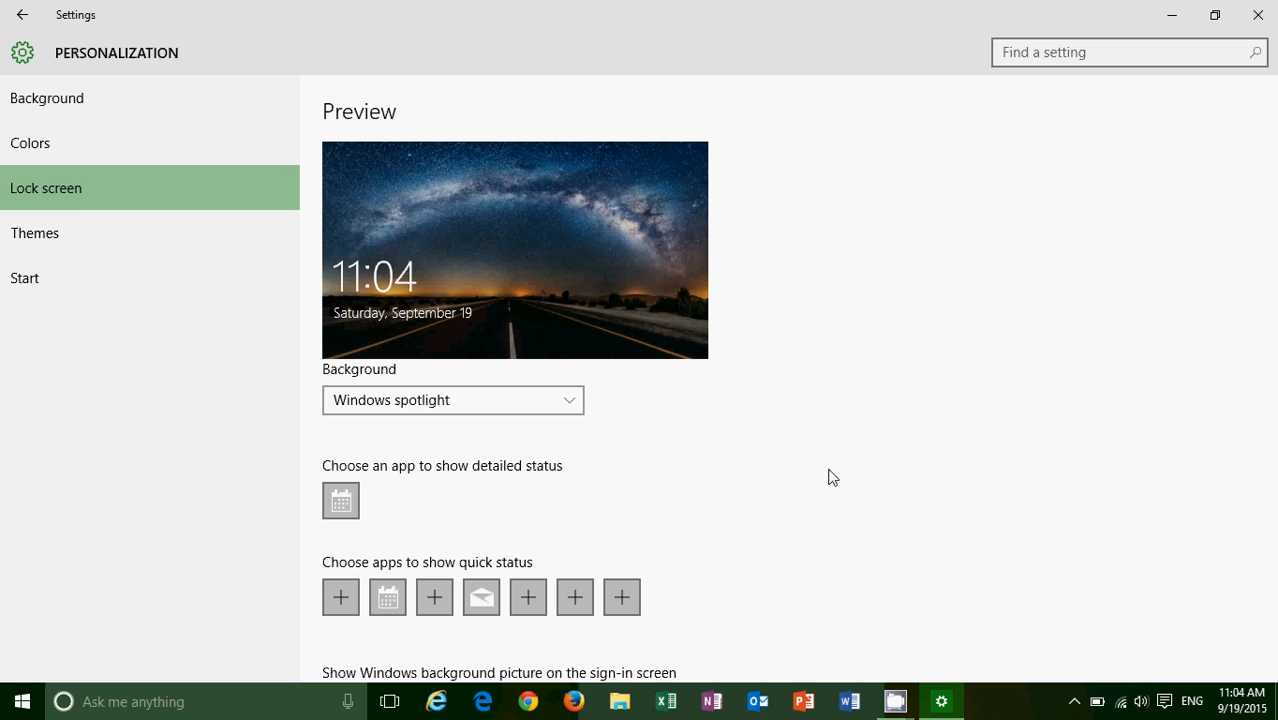 Settings
PERSONALIZATION
Find a setting
Background
Colors
Lock screen
Themes
Start
Preview
11:04
Saturday, September 19
Background
Windows spotlight
Choose an app to show detailed status
Choose apps to show quick status
Show Windows background picture on the sign-in screen
Ask me anything
ENG
11:04 AM
9/19/2015